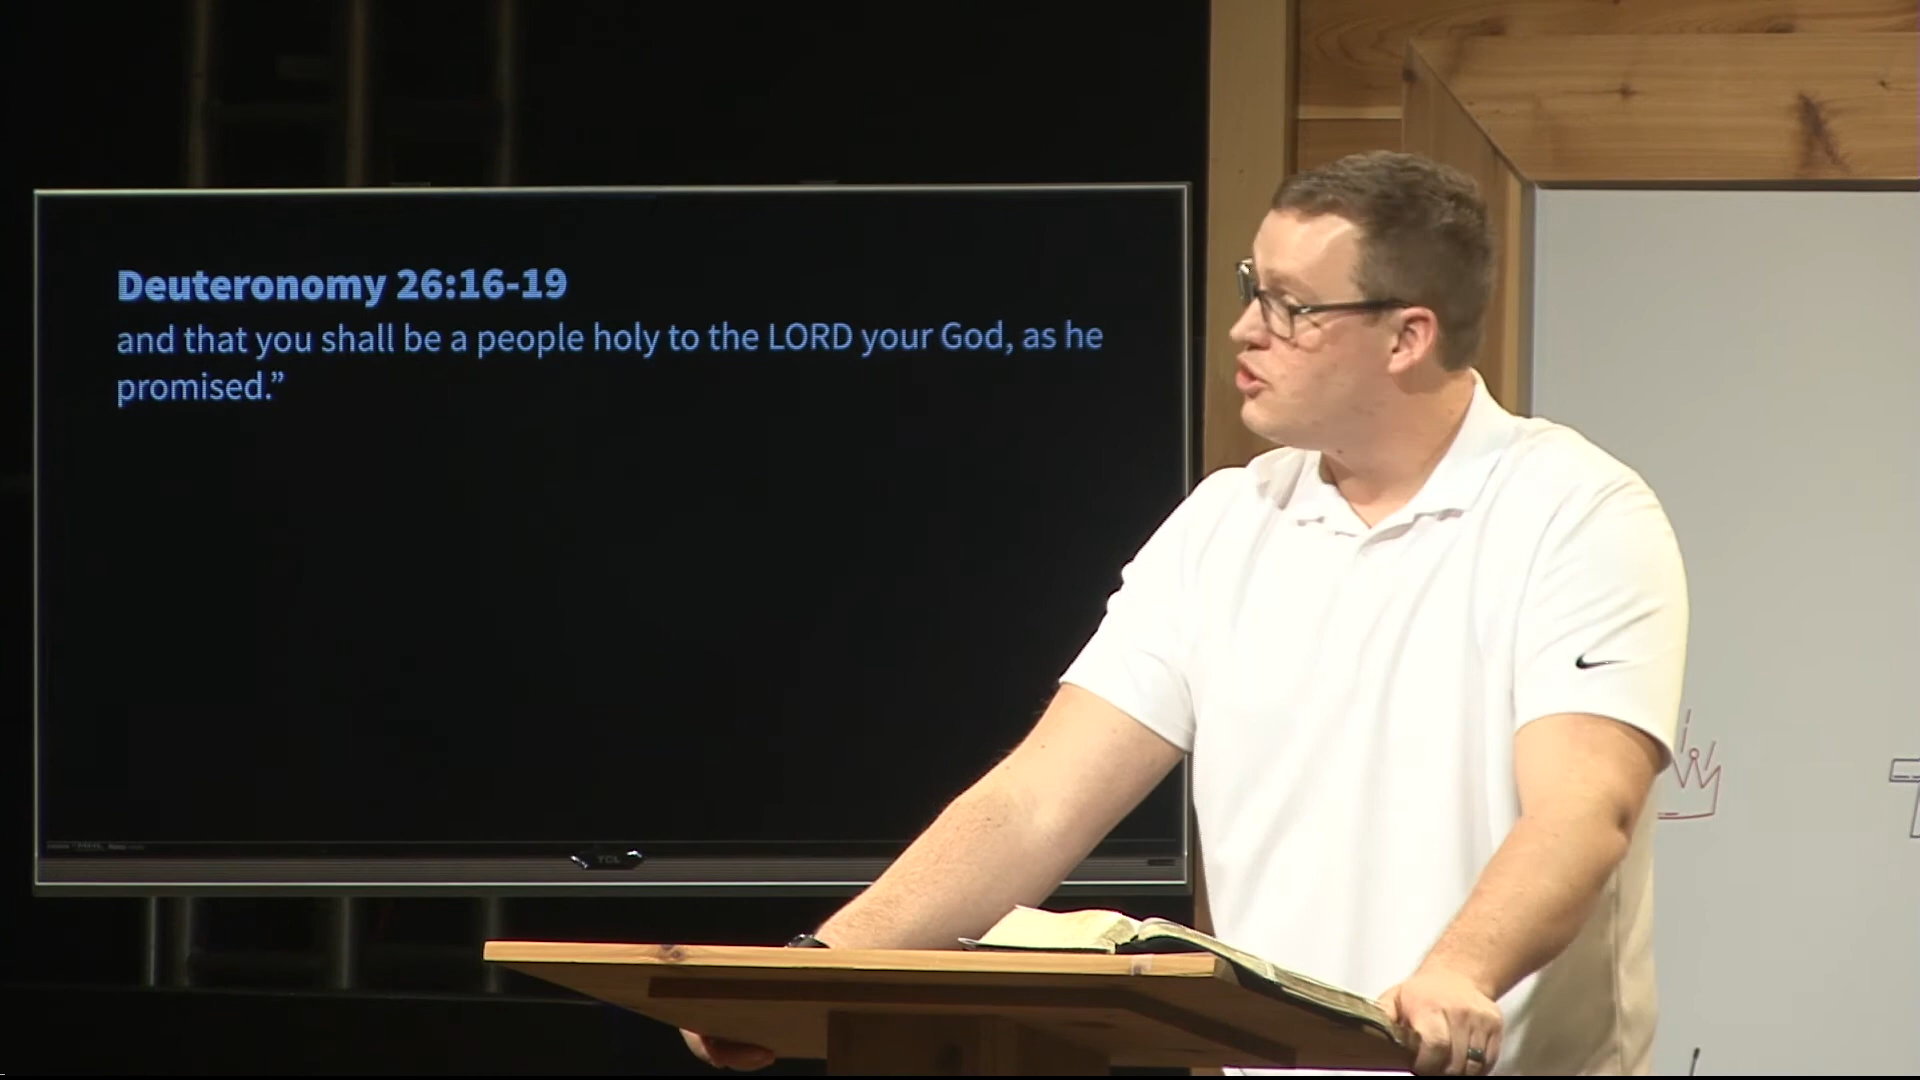 Deuteronomy 26:16-19
and that you shall be a people holy to the LORD your God, as he
promised.”
TCL